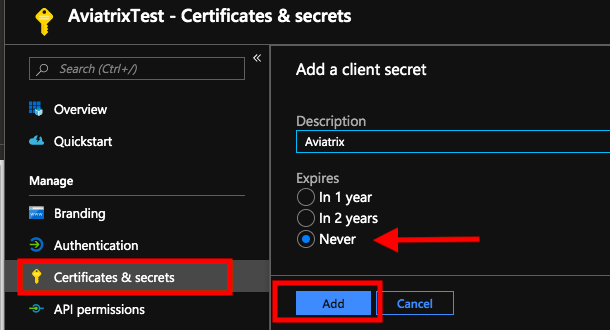 AviatrixTest - Certificates & secrets
Search (Ctrl+/)
«
Overview
Quickstart
Manage
Branding
Authentication
Certificates & secrets
API permissions
Add a client secret
Description
Aviatrix
Expires
In 1 year
In 2 years
Never
Add
Cancel